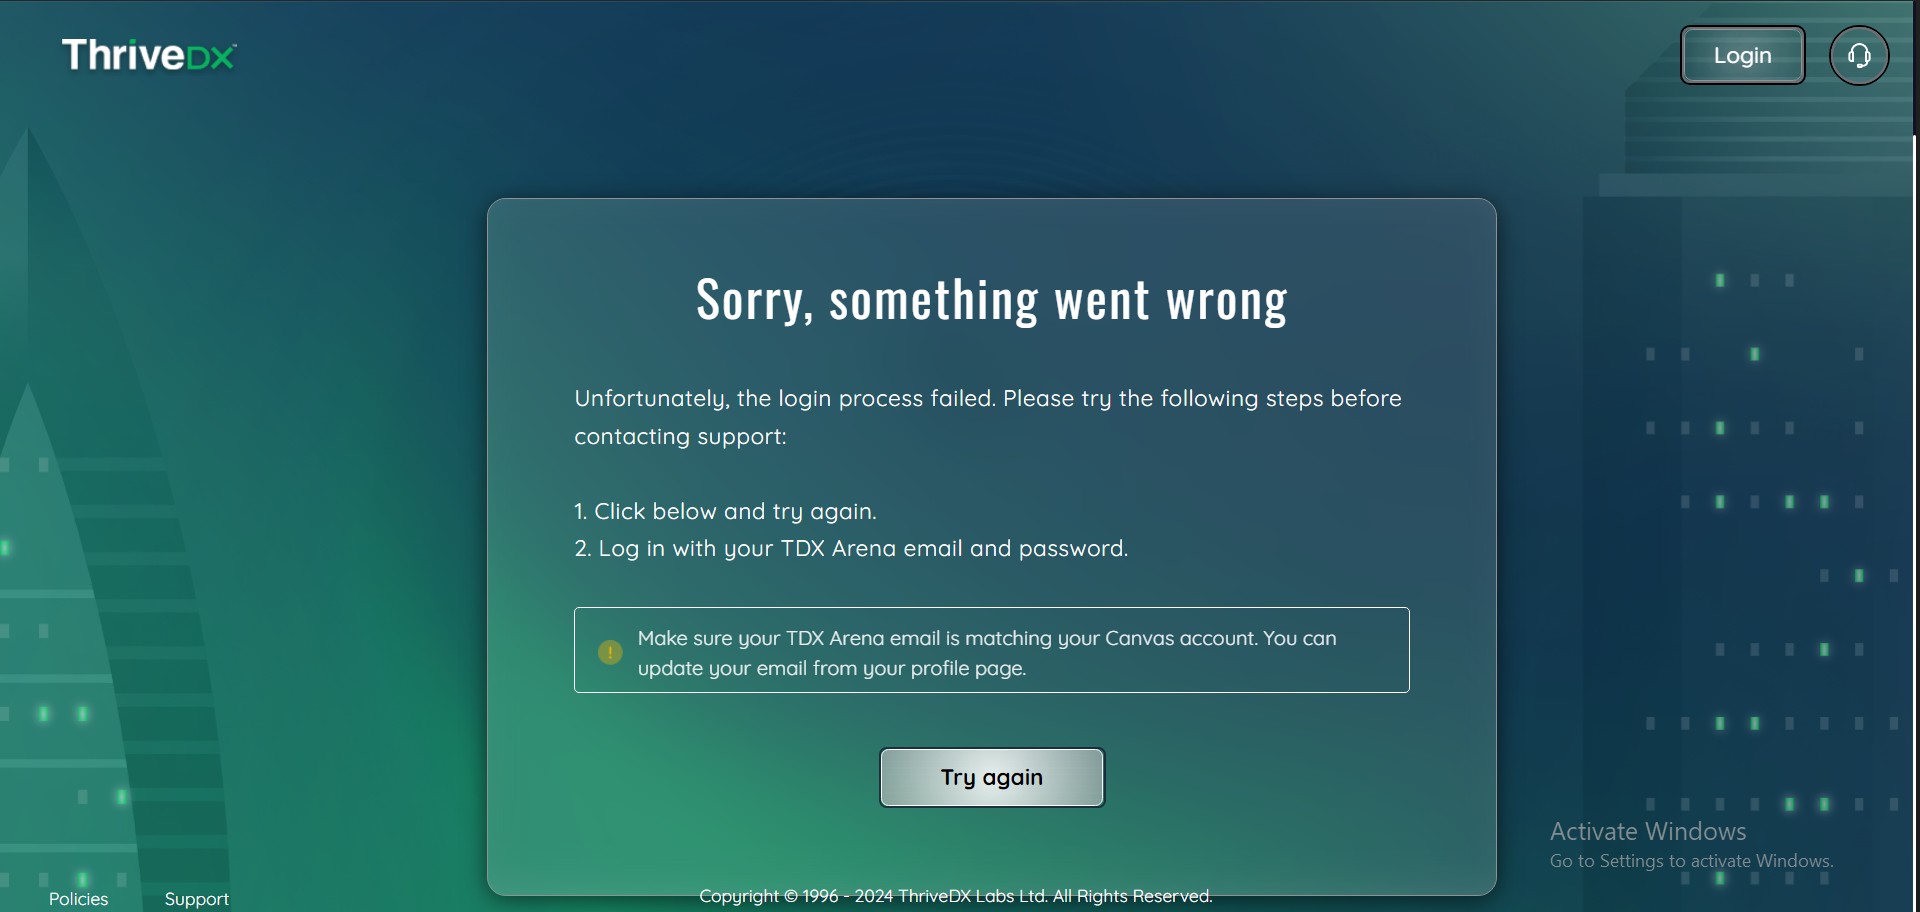 ThriveDX™
Login
Sorry, something went wrong
Unfortunately, the login process failed. Please try the following steps before
contacting support:
1. Click below and try again.
2. Log in with your TDX Arena email and password.
! Make sure your TDX Arena email is matching your Canvas account. You can
update your email from your profile page.
Try again
Activate Windows
Go to Settings to activate Windows.
Policies
Support
Copyright © 1996 - 2024 ThriveDX Labs Ltd. All Rights Reserved.